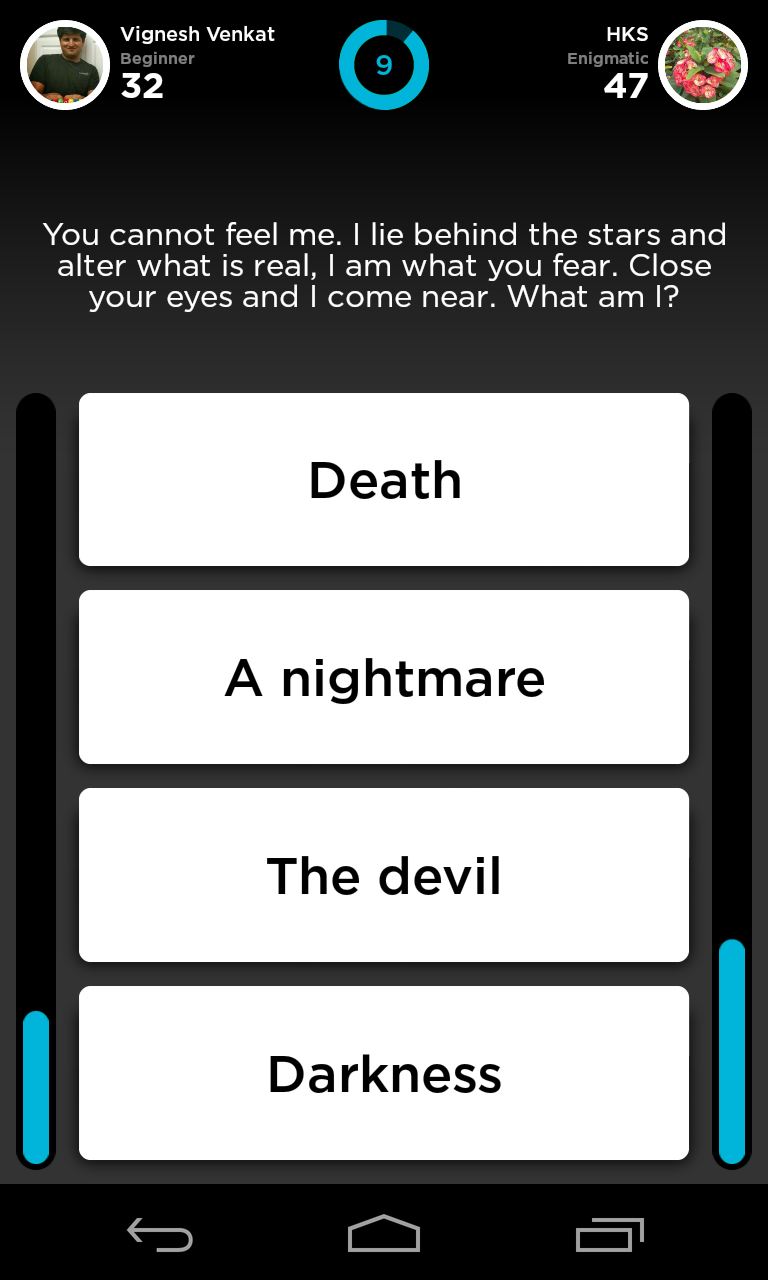 Vignesh Venkat
Beginner
32
9
HKS
Enigmatic
47
You cannot feel me. I lie behind the stars and
alter what is real, I am what you fear. Close
your eyes and I come near. What am I?
Death
A nightmare
The devil
Darkness